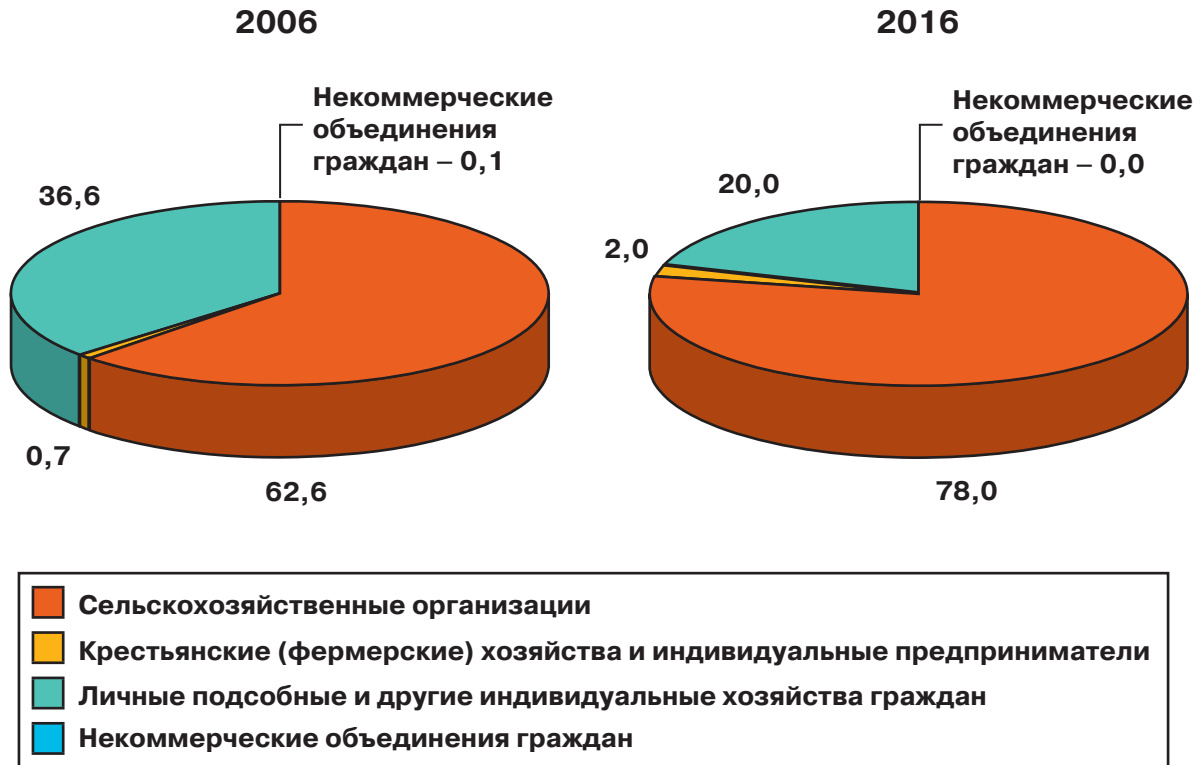 2006
Некоммерческие
объединения
граждан – 0,1
36,6
0,7
62,6
2016
Некоммерческие
объединения
граждан – 0,0
20,0
2,0
78,0
Сельскохозяйственные организации
Крестьянские (фермерские) хозяйства и индивидуальные предприниматели
Личные подсобные и другие индивидуальные хозяйства граждан
Некоммерческие объединения граждан